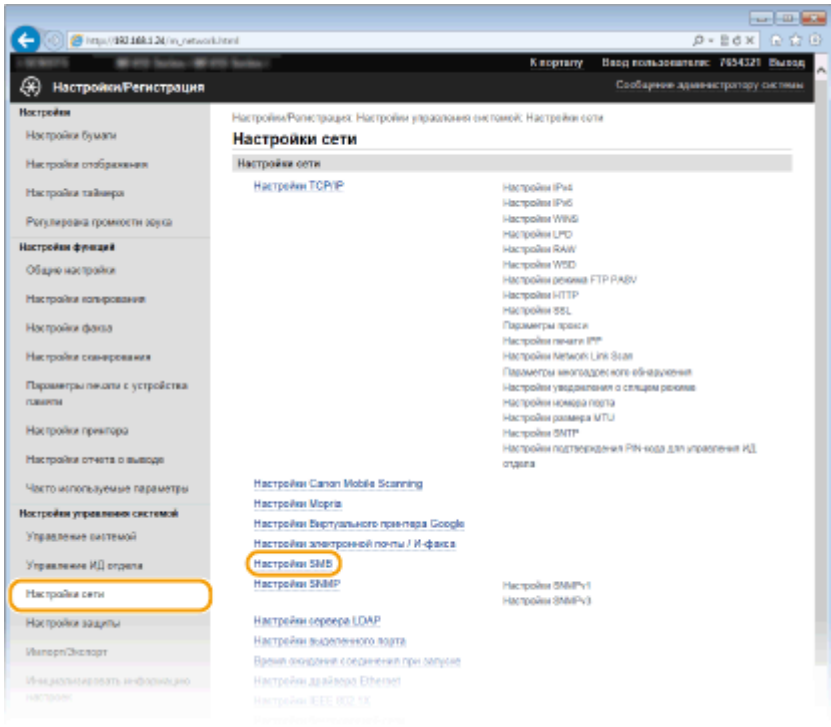 http://192.168.1.24/m_network.html
К порталу Ввод пользователя: 7654321 Выход
Настройки/Регистрация
Сообщение администратору системы
Настройки
Настройки бумаги
Настройки отображения
Настройки таймера
Регулировка громкости звука
Настройки функций
Общие настройки
Настройки копирования
Настройки факса
Настройки сканирования
Параметры печати с устройства
памяти
Настройки принтера
Настройки отчета о выводе
Часто используемые параметры
Настройки управления системой
Управление системой
Управление ИД отдела
Настройки сети
Настройки защиты
Импорт/Экспорт
Инициализировать информацию
настроек
Настройки/Регистрация: Настройки управления системой: Настройки сети
Настройки сети
Настройки сети
Настройки TCP/IP
Настройки IPv4
Настройки IPv6
Настройки WINS
Настройки LPD
Настройки RAW
Настройки WSD
Настройки режима FTP PASV
Настройки HTTP
Настройки SSL
Параметры прокси
Настройки печати IPP
Настройки Network Link Scan
Параметры многоадресного обнаружения
Настройки уведомления о спящем режиме
Настройки номера порта
Настройки размера MTU
Настройки SNTP
Настройки подтверждения PIN-кода для управления ИД
отдела
Настройки Canon Mobile Scanning
Настройки Mopria
Настройки Виртуального принтера Google
Настройки электронной почты / И-факса
Настройки SMB
Настройки SNMP
Настройки SNMPv1
Настройки SNMPv3
Настройки сервера LDAP
Настройки выделенного порта
Время ожидания соединения при запуске
Настройки драйвера Ethernet
Настройки IEEE 802.1X